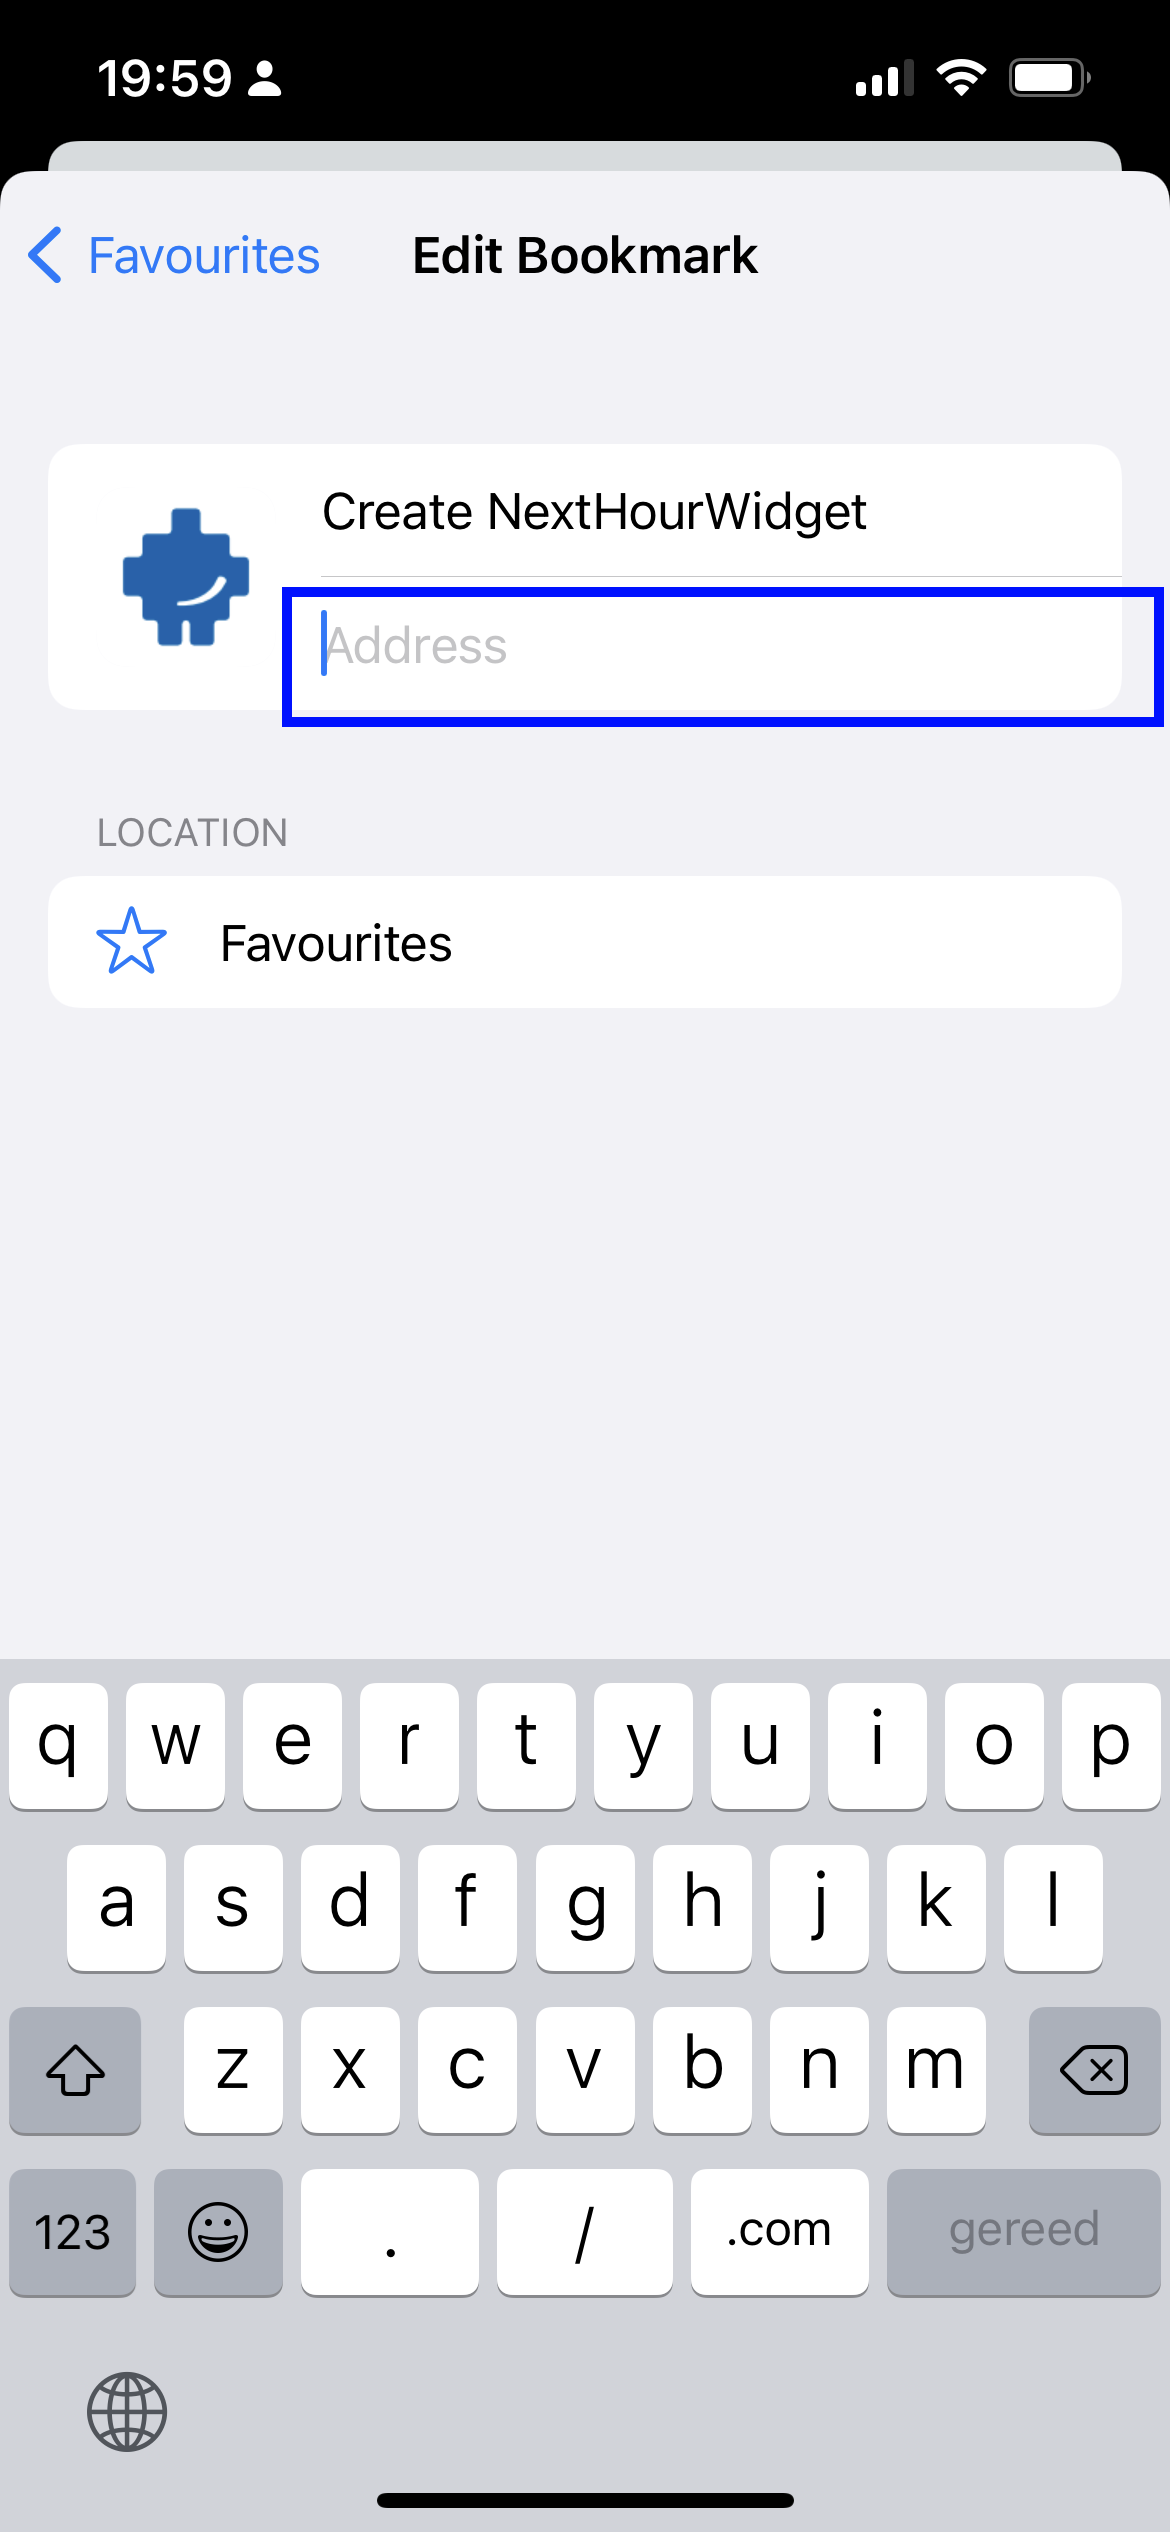 19:59
Favourites
Edit Bookmark
Create NextHourWidget
Address
LOCATION
Favourites
q w e r t y u i o p
a s d f g h j k l
z x c v b n m
123 . / .com gereed